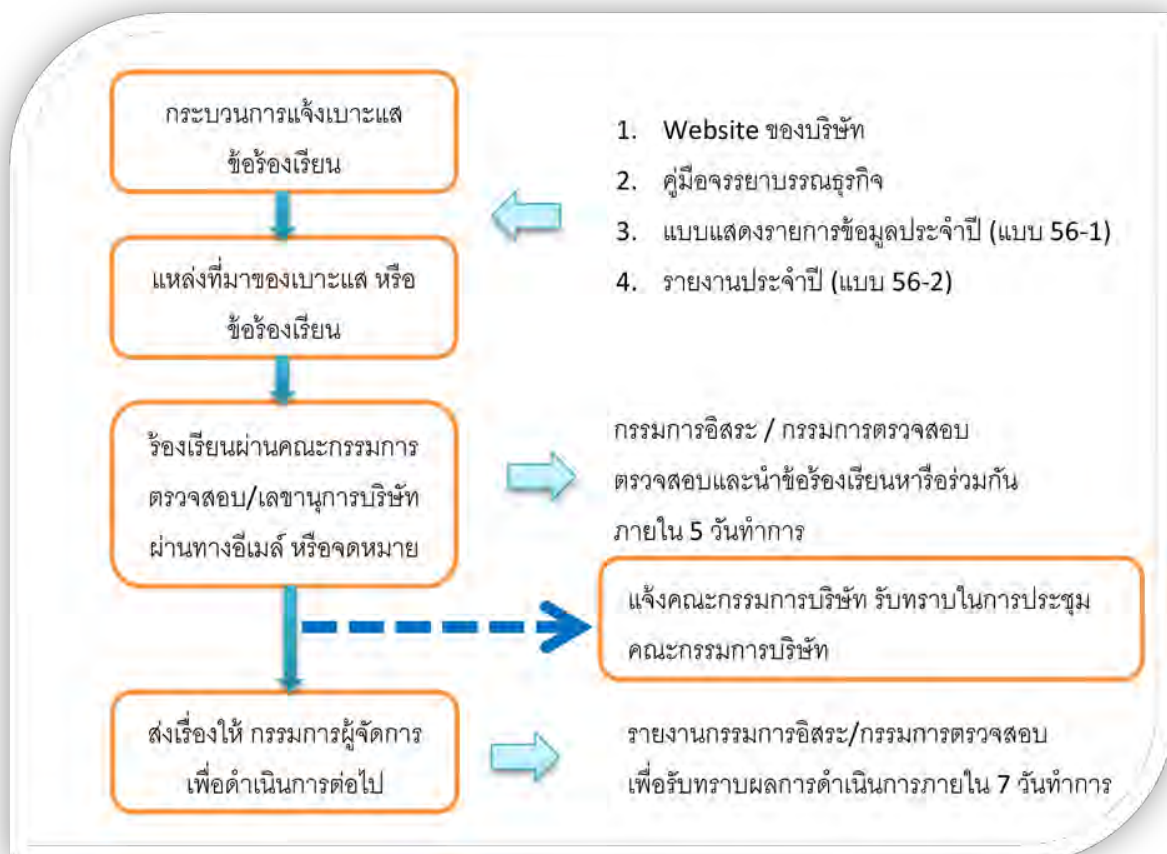 กระบวนการแจ้งเบาะแส
ข้อร้องเรียน
1. Website ของบริษัท
2. คู่มือจรรยาบรรณธุรกิจ
3. แบบแสดงรายการข้อมูลประจำปี (แบบ 56-1)
4. รายงานประจำปี (แบบ 56-2)
แหล่งที่มาของเบาะแส หรือ
ข้อร้องเรียน
ร้องเรียนผ่านคณะกรรมการ
ตรวจสอบ/เลขานุการบริษัท
ผ่านทางอีเมล์ หรือจดหมาย
กรรมการอิสระ / กรรมการตรวจสอบ
ตรวจสอบและนำข้อร้องเรียนหารือร่วมกัน
ภายใน 5 วันทำการ
แจ้งคณะกรรมการบริษัท รับทราบในการประชุม
คณะกรรมการบริษัท
ส่งเรื่องให้ กรรมการผู้จัดการ
เพื่อดำเนินการต่อไป
รายงานกรรมการอิสระ/กรรมการตรวจสอบ
เพื่อรับทราบผลการดำเนินการภายใน 7 วันทำการ